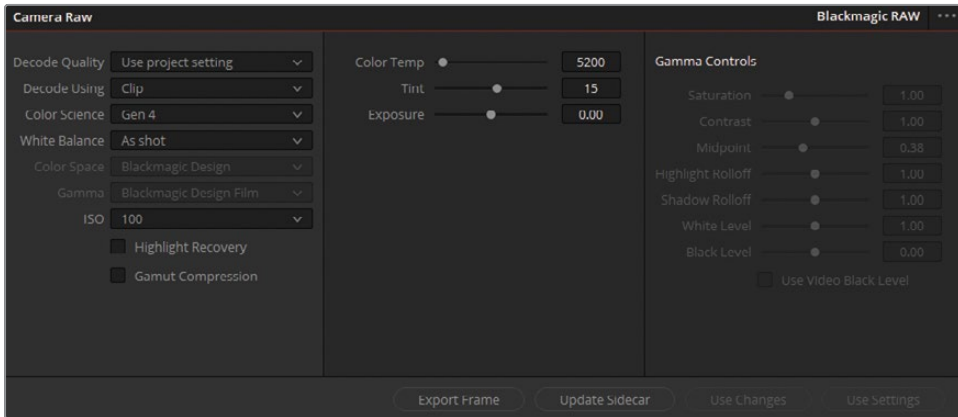 Camera Raw
Blackmagic RAW
Decode Quality Use project setting
Decode Using Clip
Color Science Gen 4
White Balance As shot
Color Space Blackmagic Design
Gamma Blackmagic Design Film
ISO 100
Highlight Recovery
Gamut Compression
Color Temp 5200
Tint 15
Exposure 0.00
Gamma Controls
Saturation 1.00
Contrast 1.00
Midpoint 0.38
Highlight Rolloff 1.00
Shadow Rolloff 1.00
White Level 1.00
Black Level 0.00
Use Video Black Level
Export Frame Update Sidecar Use Changes Use Settings